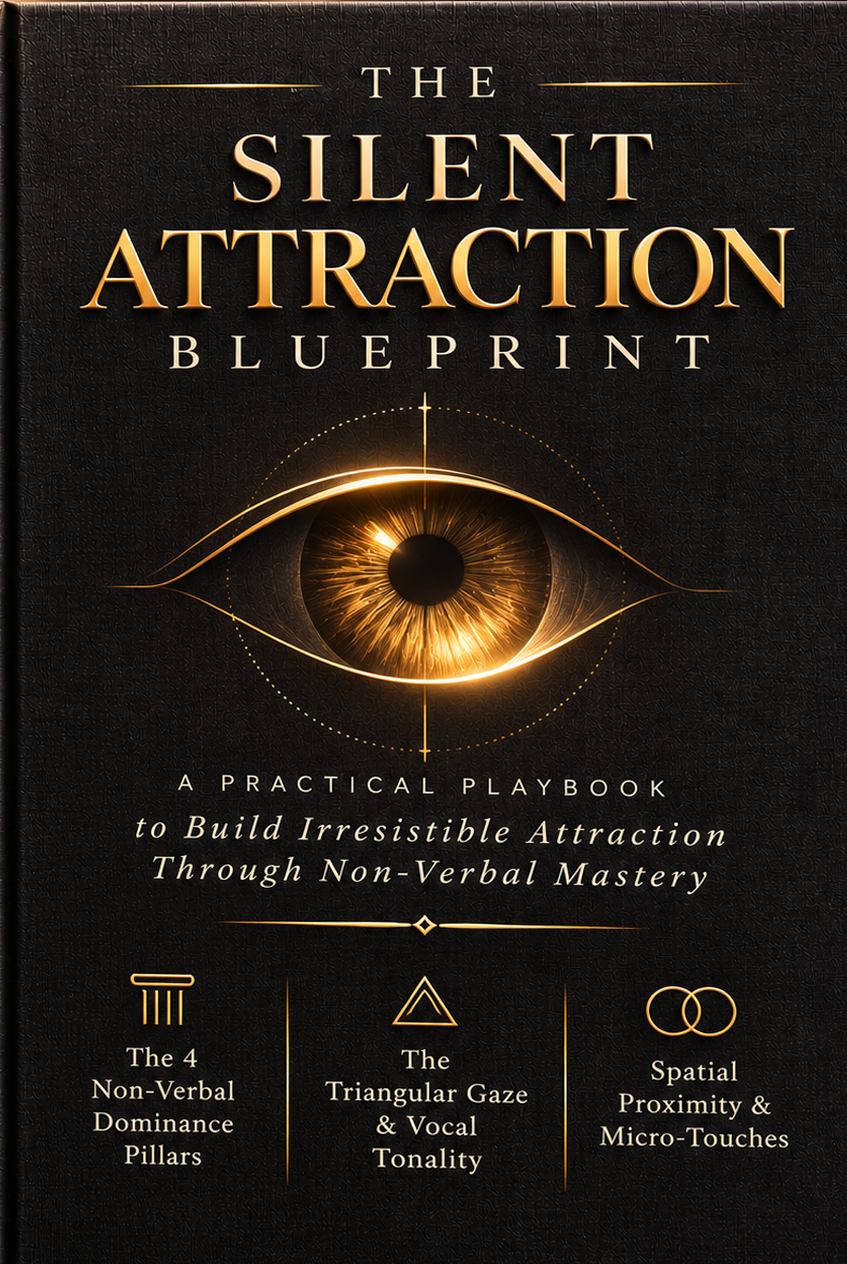 THE
SILENT
ATTRACTION
BLUEPRINT
A PRACTICAL PLAYBOOK
to Build Irresistible Attraction
Through Non-Verbal Mastery
The 4
Non-Verbal
Dominance
Pillars
The
Triangular Gaze
& Vocal
Tonality
Spatial
Proximity &
Micro-Touches